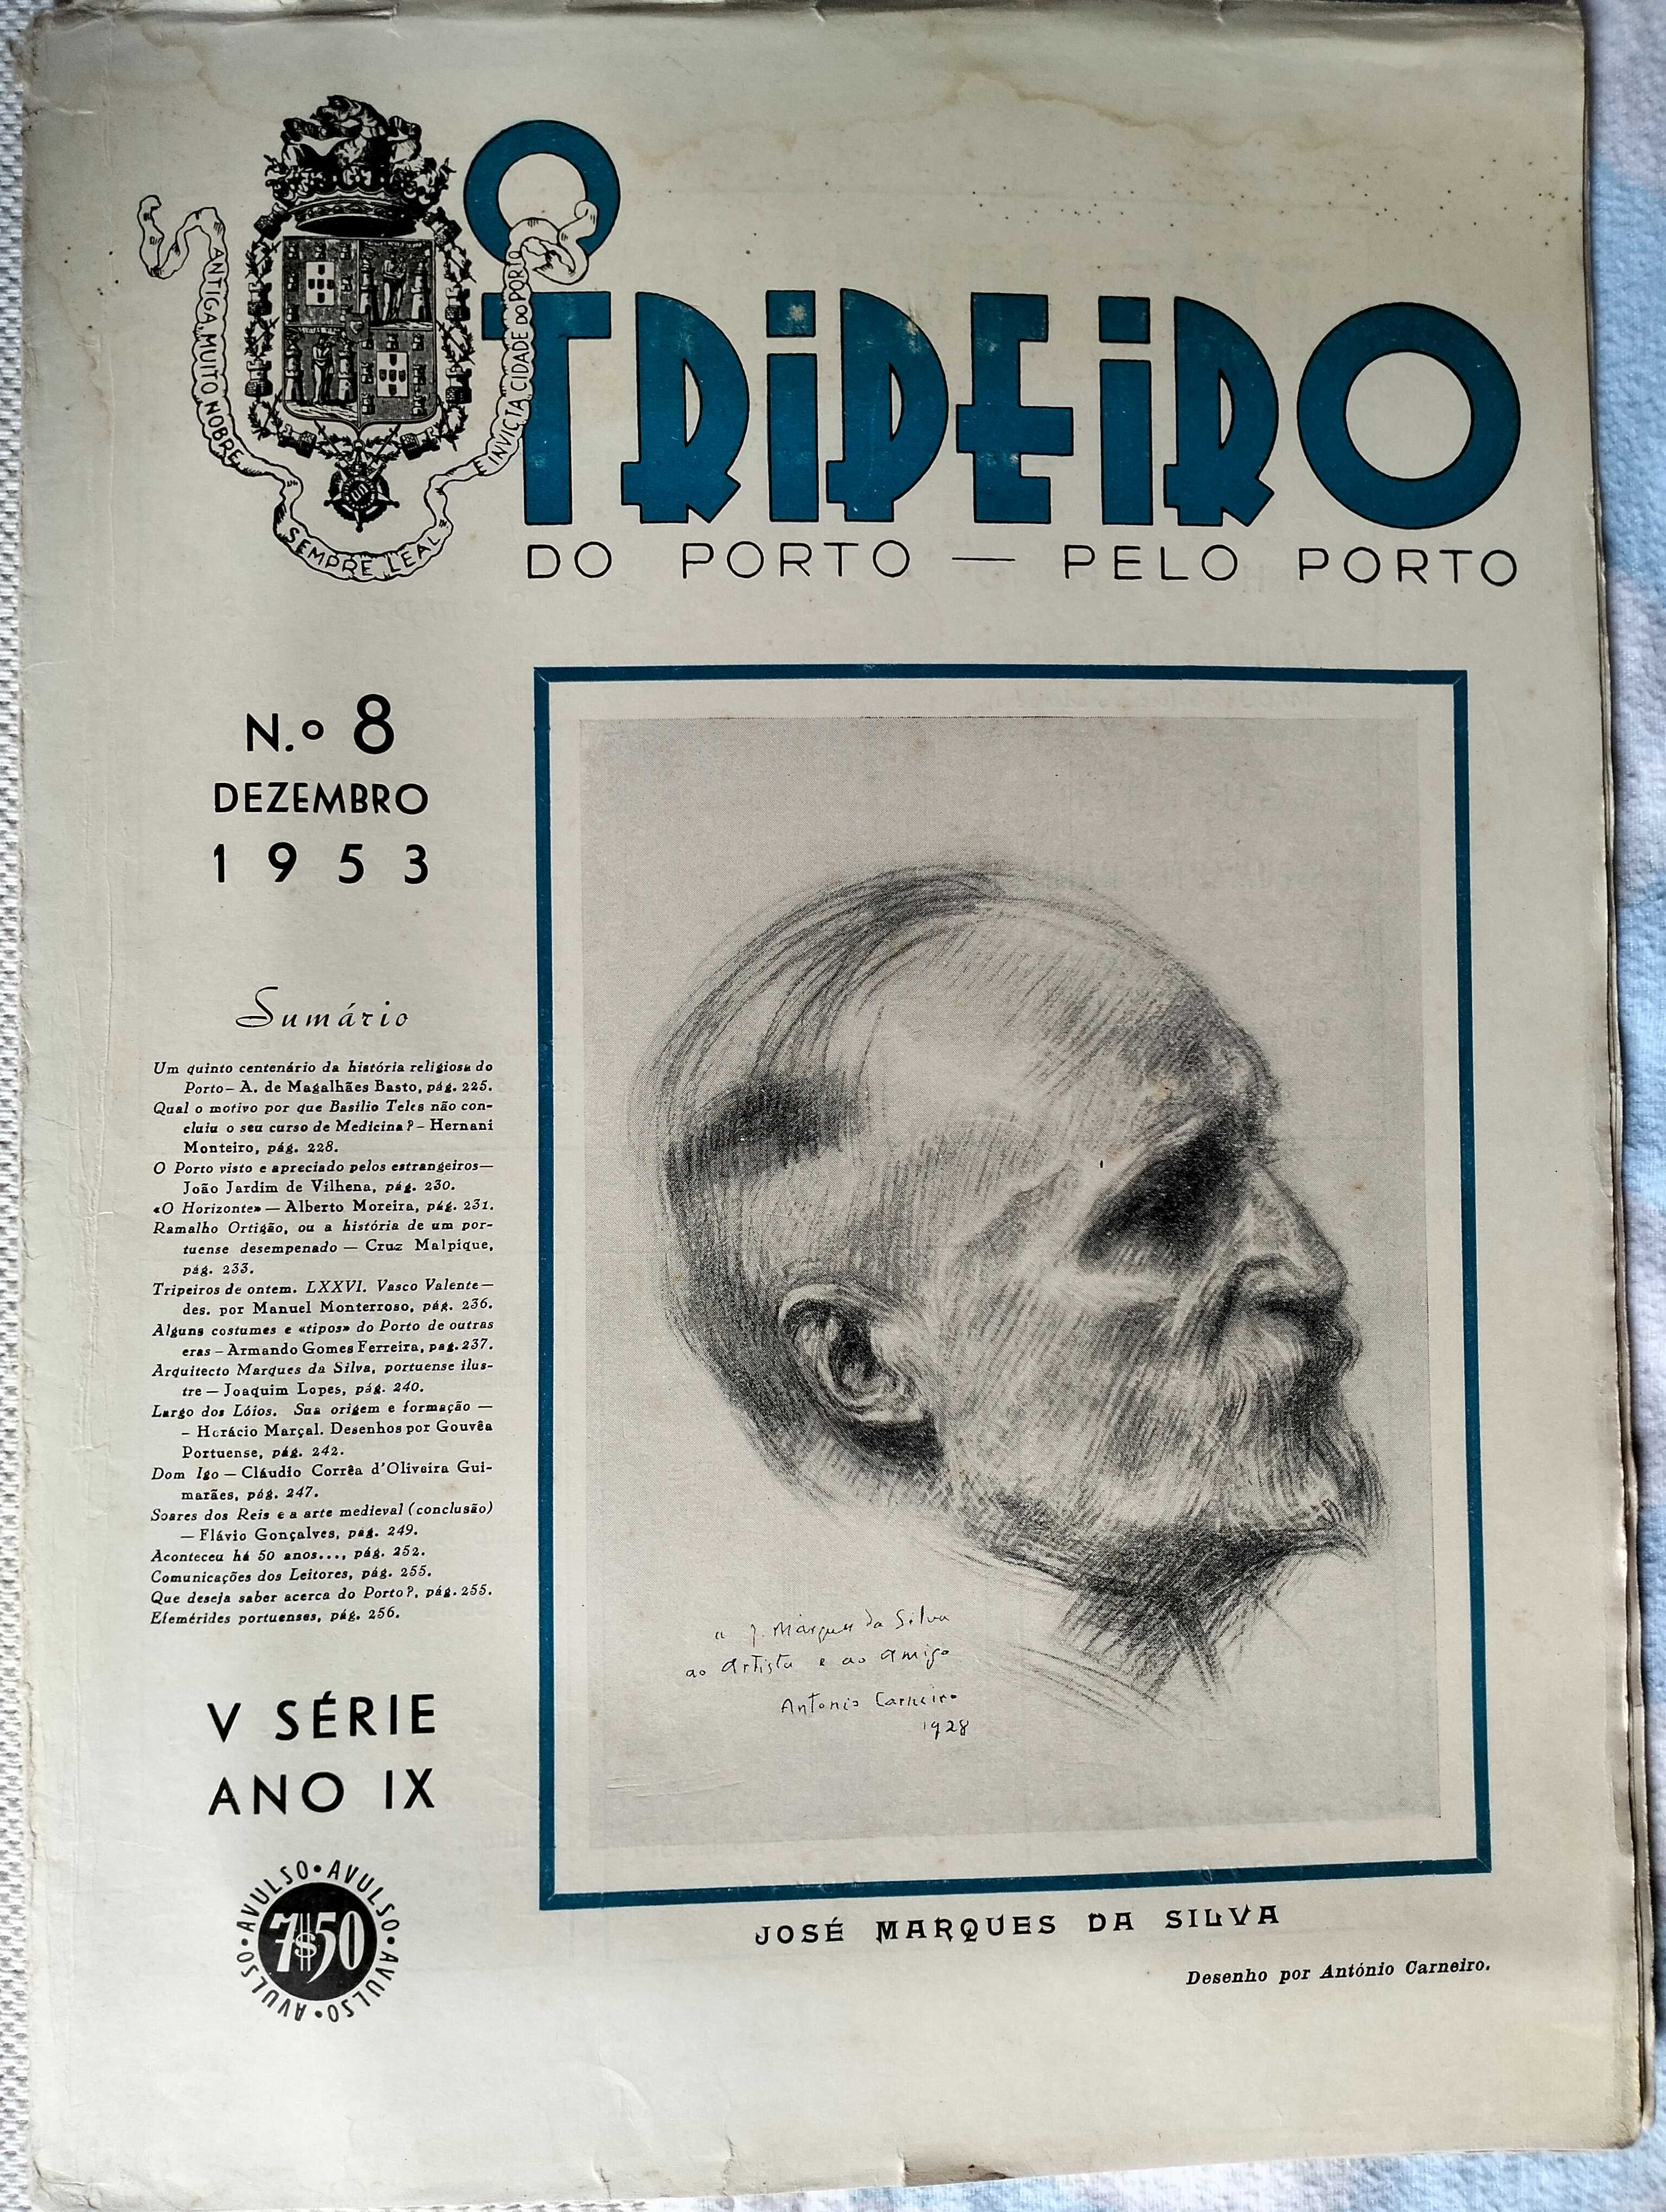 O
TRIPEIRO
DO PORTO — PELO PORTO
ANTIGA, MUITO NOBRE
SEMPRE LEAL
E INVICTA CIDADE DO PORTO
N.º 8
DEZEMBRO
1953
Sumário
Um quinto centenário da história religiosa do
Porto – A. de Magalhães Basto, pág. 225.
Qual o motivo por que Basílio Teles não con-
cluiu o seu curso de Medicina? – Hernani
Monteiro, pág. 228.
O Porto visto e apreciado pelos estrangeiros —
João Jardim de Vilhena, pág. 230.
«O Horizonte» — Alberto Moreira, pág. 231.
Ramalho Ortigão, ou a história de um por-
tuense desempenado — Cruz Malpique,
pág. 233.
Tripeiros de ontem. LXXVI. Vasco Valente —
des. por Manuel Monterroso, pág. 236.
Alguns costumes e «tipos» do Porto de outras
eras – Armando Gomes Ferreira, pag. 237.
Arquitecto Marques da Silva, portuense ilus-
tre — Joaquim Lopes, pág. 240.
Largo dos Lóios. Sua origem e formação —
– Horácio Marçal. Desenhos por Gouvêa
Portuense, pág. 242.
Dom Igo — Cláudio Corrêa d'Oliveira Gui-
marães, pág. 247.
Soares dos Reis e a arte medieval (conclusão)
— Flávio Gonçalves, pág. 249.
Aconteceu há 50 anos..., pág. 252.
Comunicações dos Leitores, pág. 255.
Que deseja saber acerca do Porto?, pág. 255.
Efemérides portuenses, pág. 256.
V SÉRIE
ANO IX
AVULSO • AVULSO • AVULSO • AVULSO •
7$50
a J. Marques da Silva
ao Artista e ao amigo
Antonio Carneiro
1928
JOSÉ MARQUES DA SILVA
Desenho por António Carneiro.